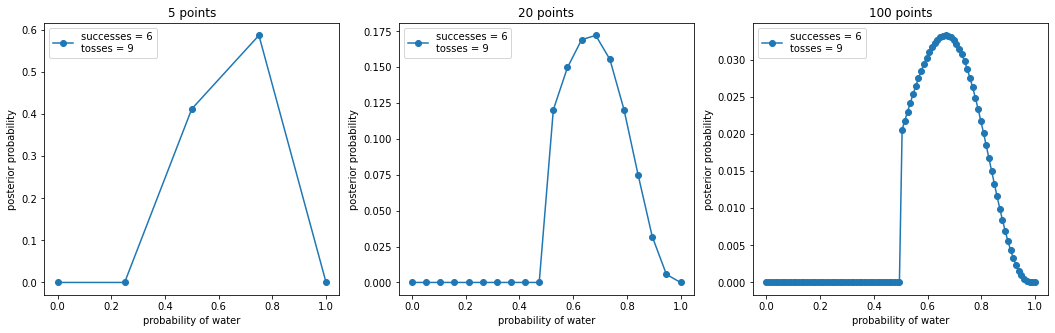 5 points
successes = 6
tosses = 9
posterior probability
0.6
0.5
0.4
0.3
0.2
0.1
0.0
0.0 0.2 0.4 0.6 0.8 1.0
probability of water
20 points
successes = 6
tosses = 9
posterior probability
0.175
0.150
0.125
0.100
0.075
0.050
0.025
0.000
0.0 0.2 0.4 0.6 0.8 1.0
probability of water
100 points
successes = 6
tosses = 9
posterior probability
0.030
0.025
0.020
0.015
0.010
0.005
0.000
0.0 0.2 0.4 0.6 0.8 1.0
probability of water